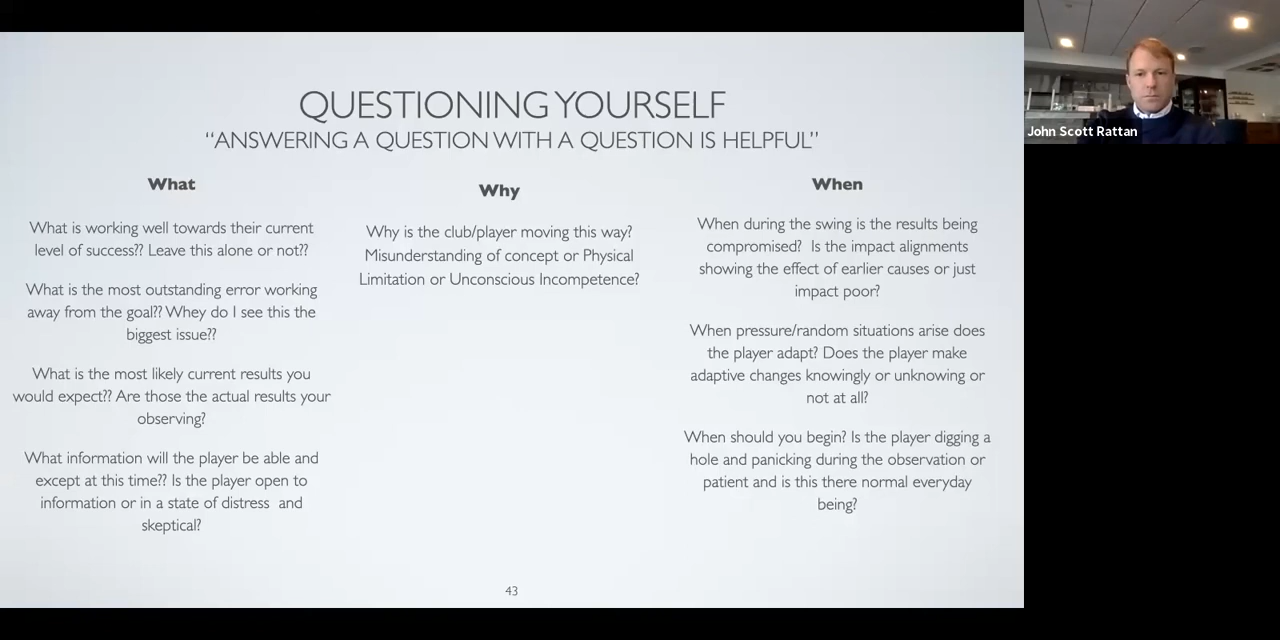 QUESTIONING YOURSELF
“ANSWERING A QUESTION WITH A QUESTION IS HELPFUL”
What
What is working well towards their current
level of success?? Leave this alone or not??
What is the most outstanding error working
away from the goal?? Whey do I see this the
biggest issue??
What is the most likely current results you
would expect?? Are those the actual results your
observing?
What information will the player be able and
except at this time?? Is the player open to
information or in a state of distress and
skeptical?
Why
Why is the club/player moving this way?
Misunderstanding of concept or Physical
Limitation or Unconscious Incompetence?
When
When during the swing is the results being
compromised? Is the impact alignments
showing the effect of earlier causes or just
impact poor?
When pressure/random situations arise does
the player adapt? Does the player make
adaptive changes knowingly or unknowing or
not at all?
When should you begin? Is the player digging a
hole and panicking during the observation or
patient and is this there normal everyday
being?
43
John Scott Rattan